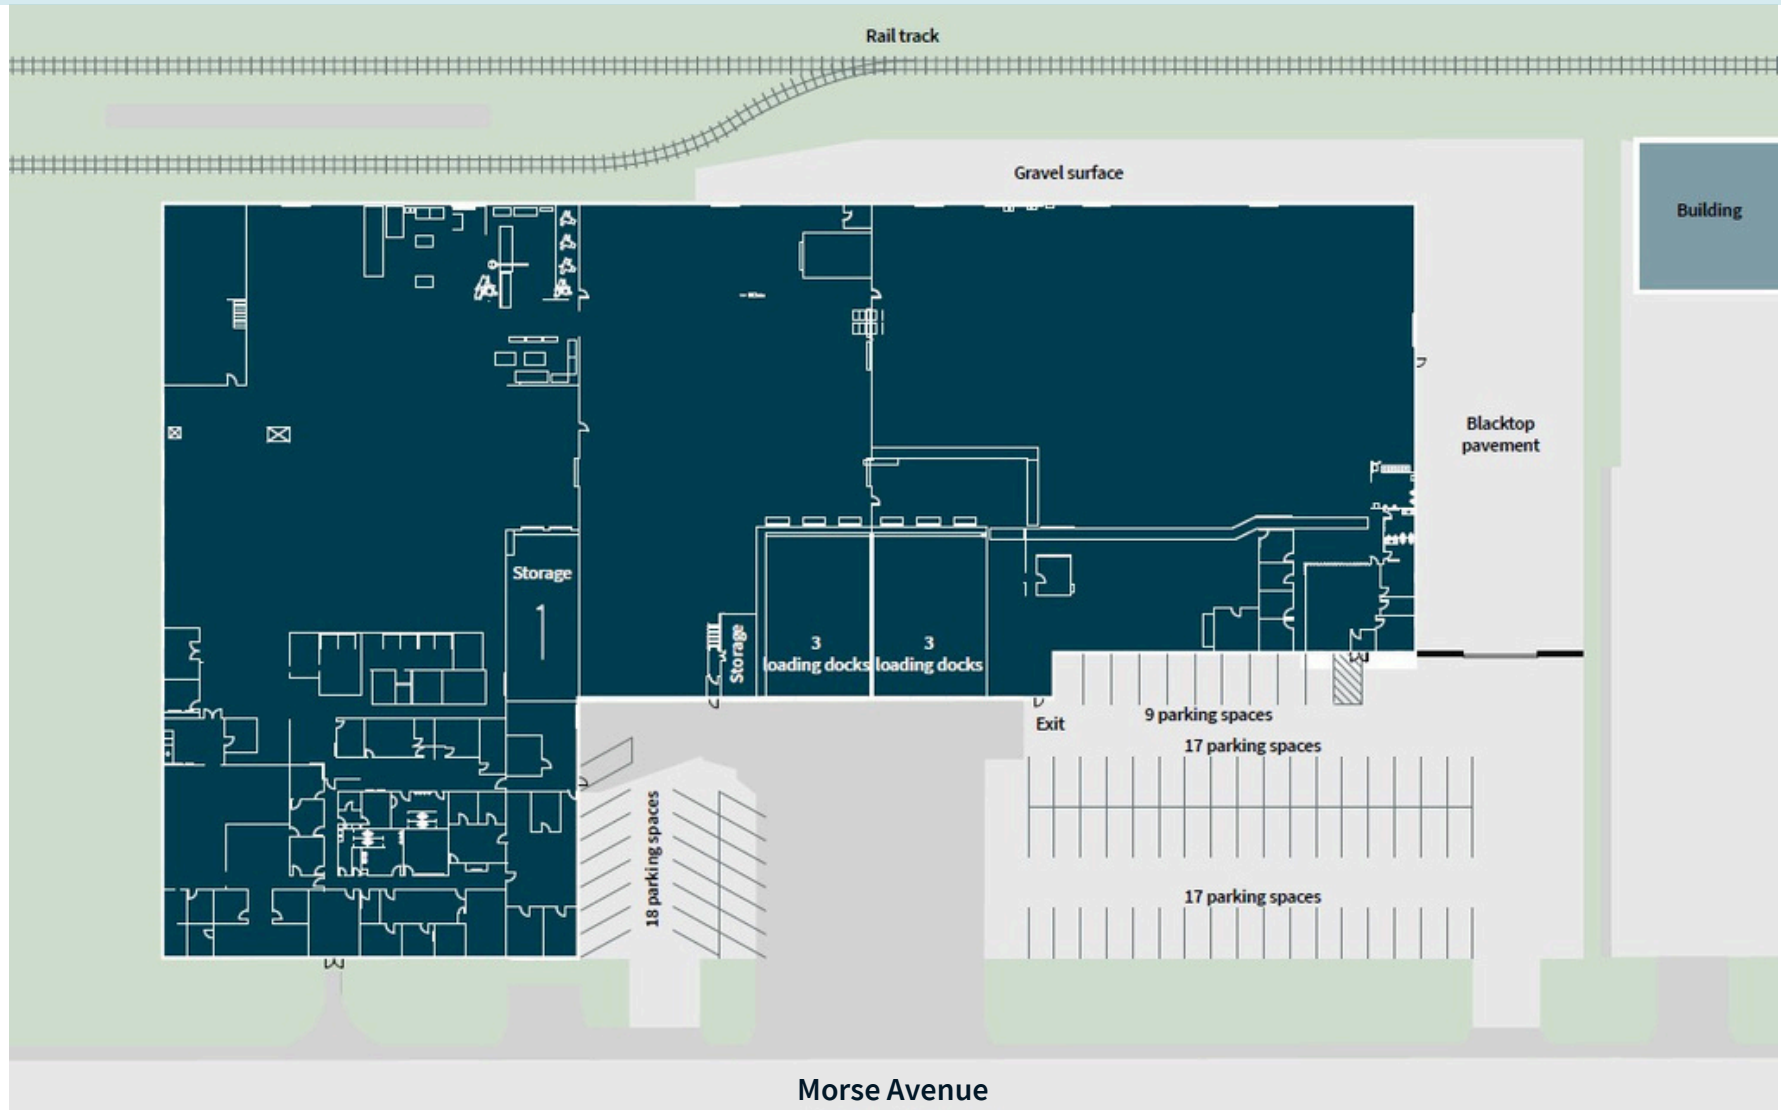 Rail track
Gravel surface
Building
Blacktop
pavement
Storage
1
Storage
3
loading docks
3
loading docks
Exit
9 parking spaces
17 parking spaces
18 parking spaces
17 parking spaces
Morse Avenue